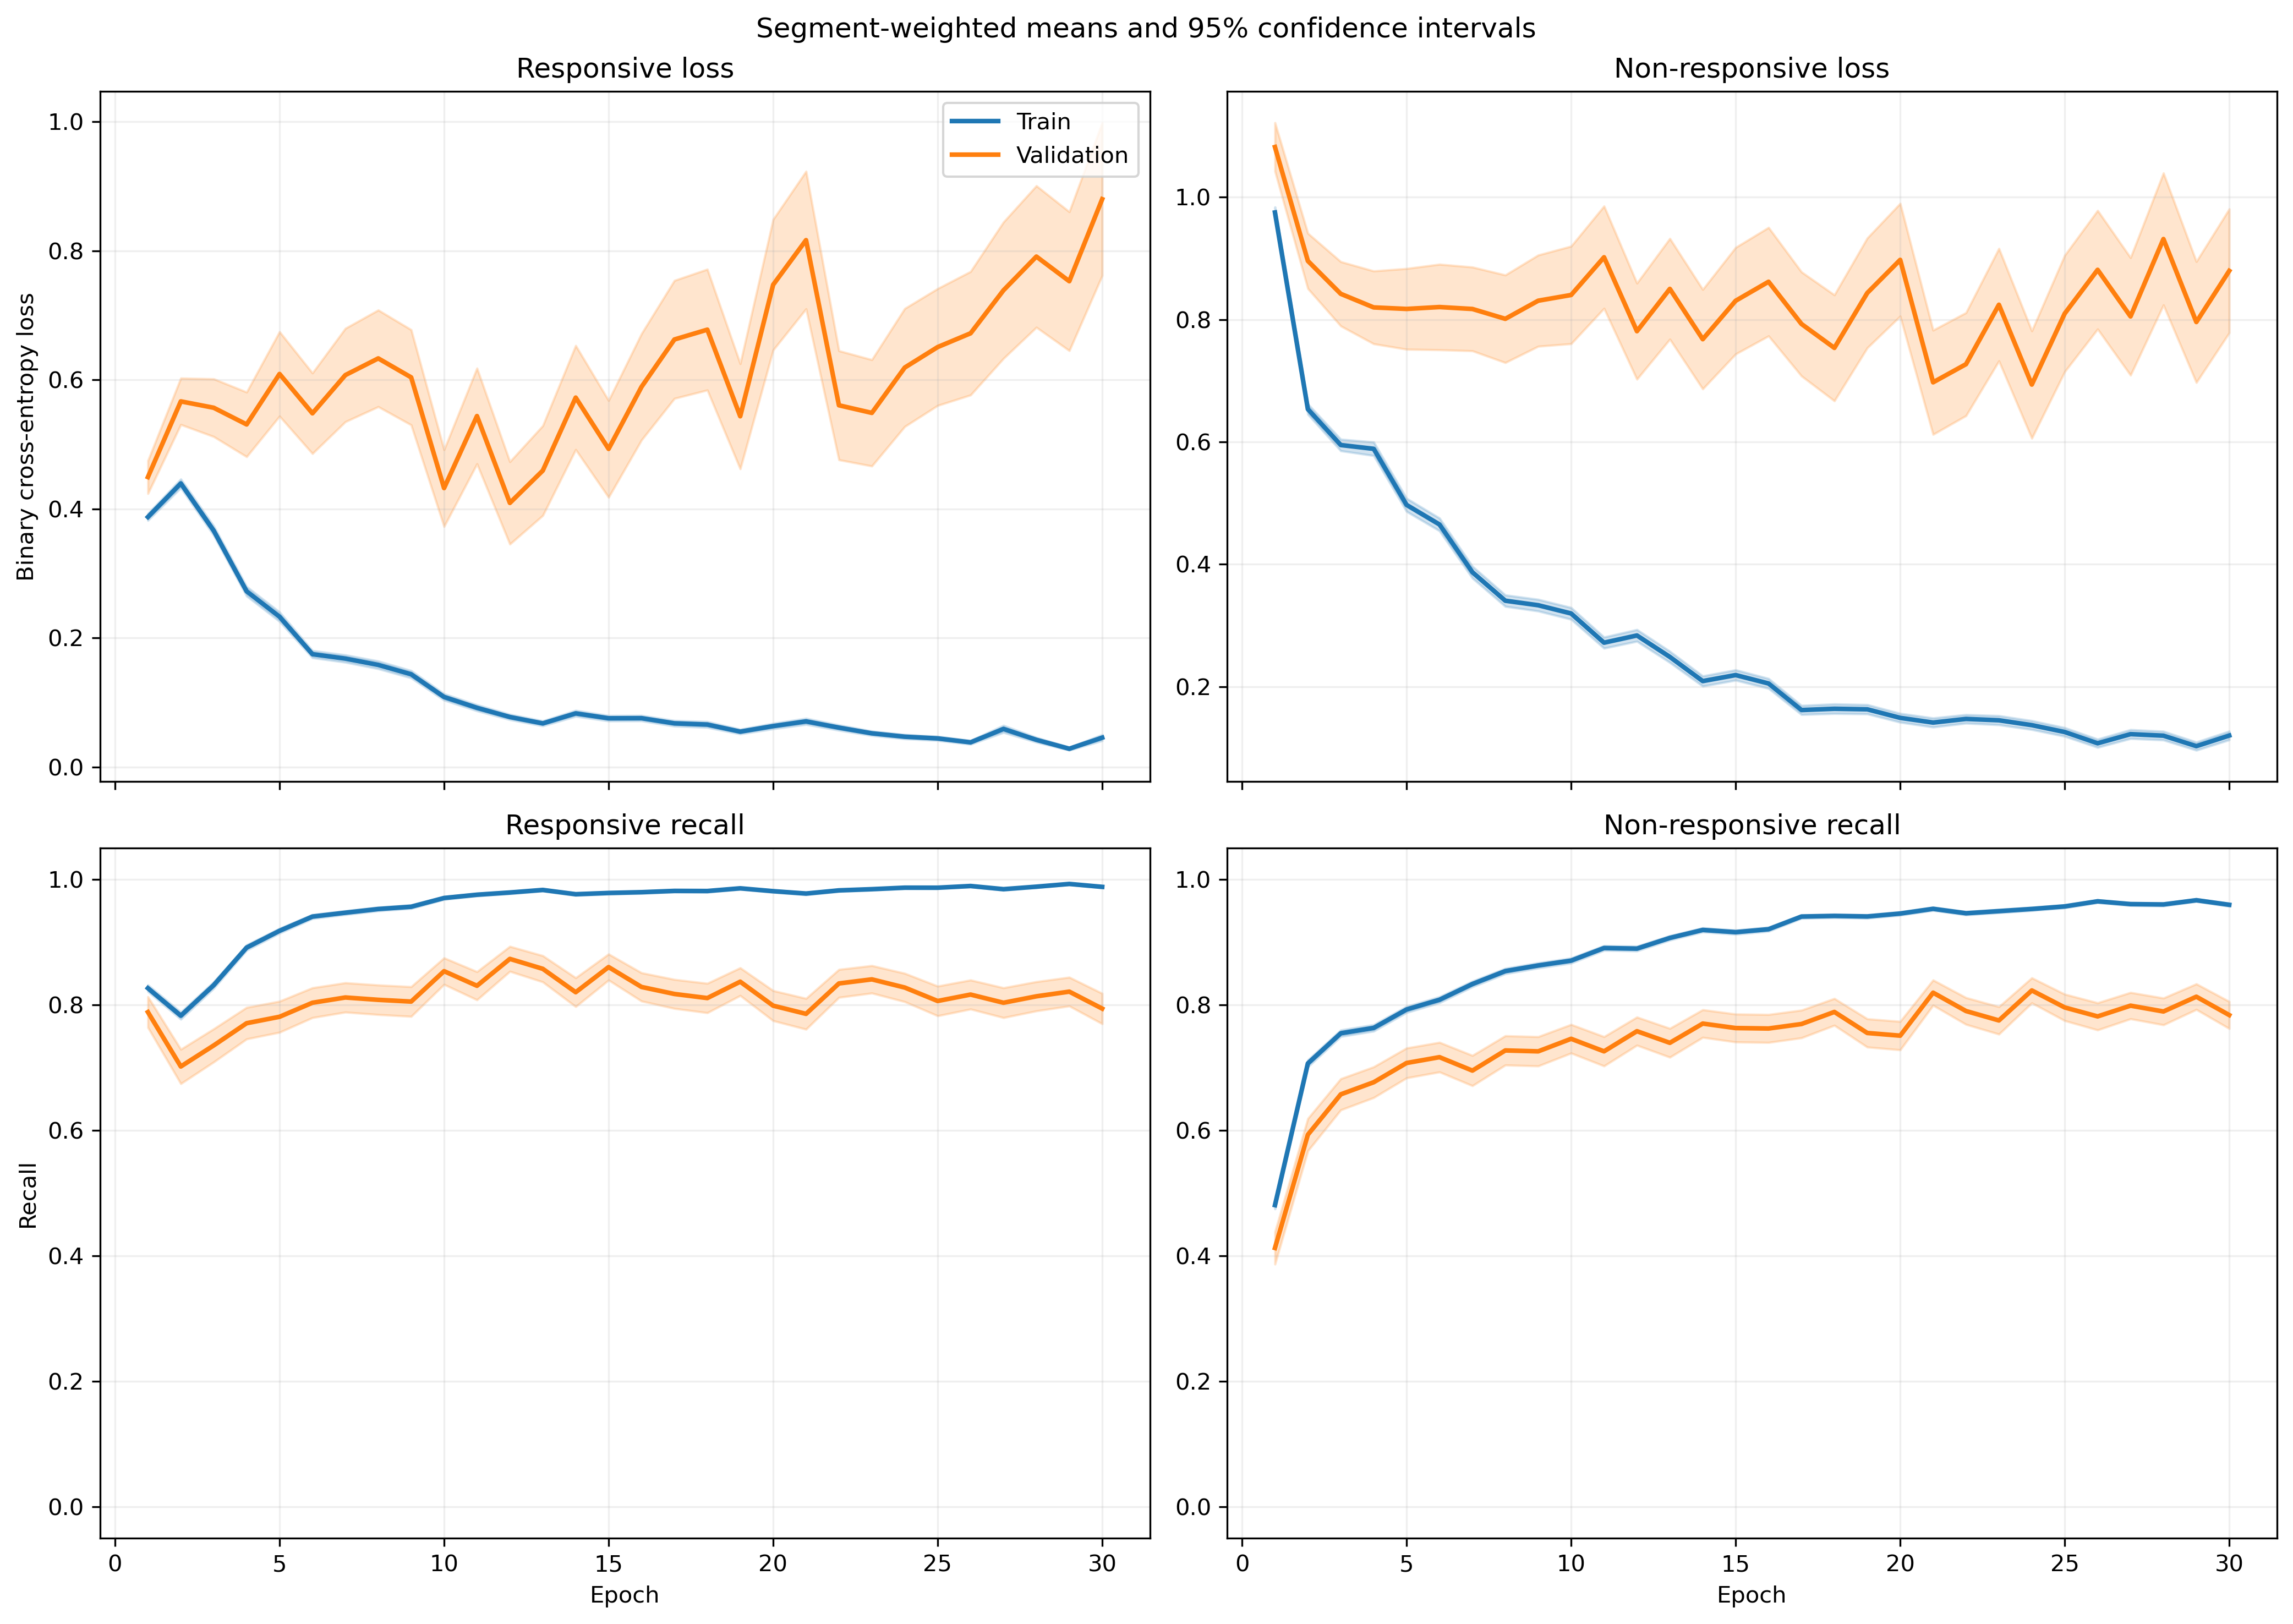 Segment-weighted means and 95% confidence intervals
Responsive loss
Non-responsive loss
Binary cross-entropy loss
1.0
0.8
0.6
0.4
0.2
0.0
Train
Validation
1.0
0.8
0.6
0.4
0.2
Responsive recall
Non-responsive recall
Recall
1.0
0.8
0.6
0.4
0.2
0.0
0 5 10 15 20 25 30
Epoch
1.0
0.8
0.6
0.4
0.2
0.0
0 5 10 15 20 25 30
Epoch